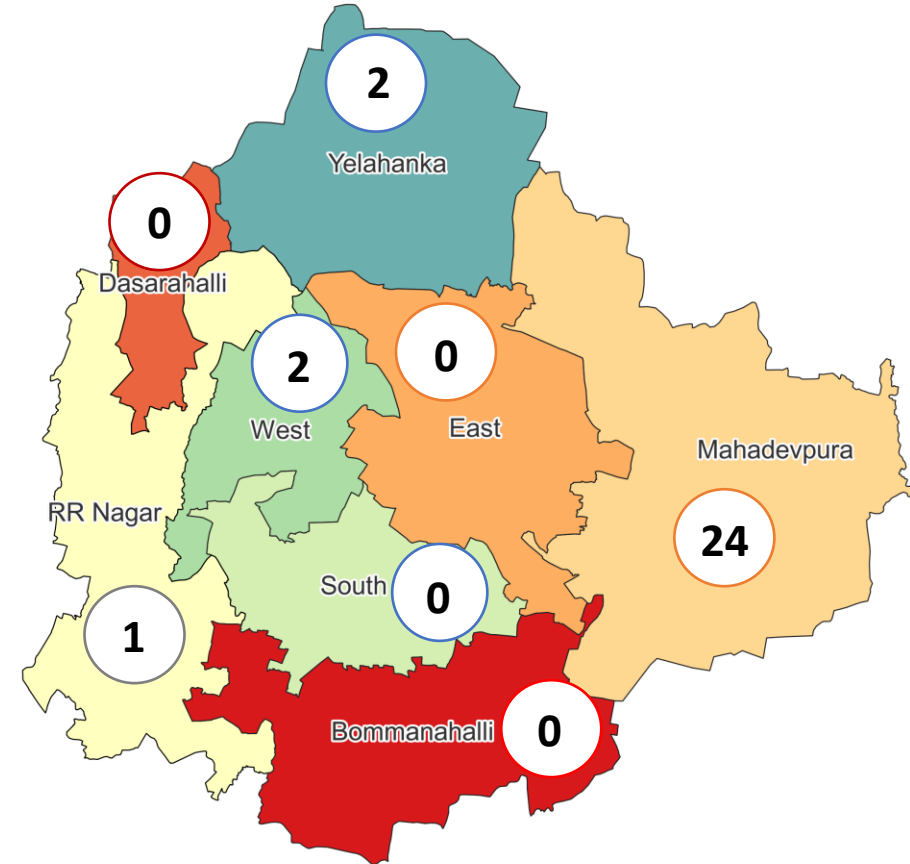 2
Yelahanka
0
Dasarahalli
2
0
West
East
Mahadevpura
RR Nagar
24
South
0
1
Bommanahalli
0